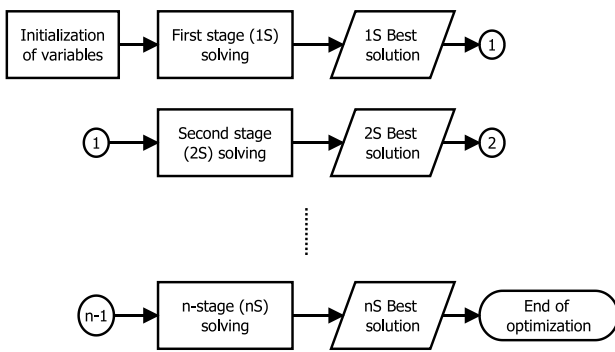 Initialization
of variables
First stage (1S)
solving
1S Best
solution
1
1
Second stage
(2S) solving
2S Best
solution
2
n-1
n-stage (nS)
solving
nS Best
solution
End of
optimization